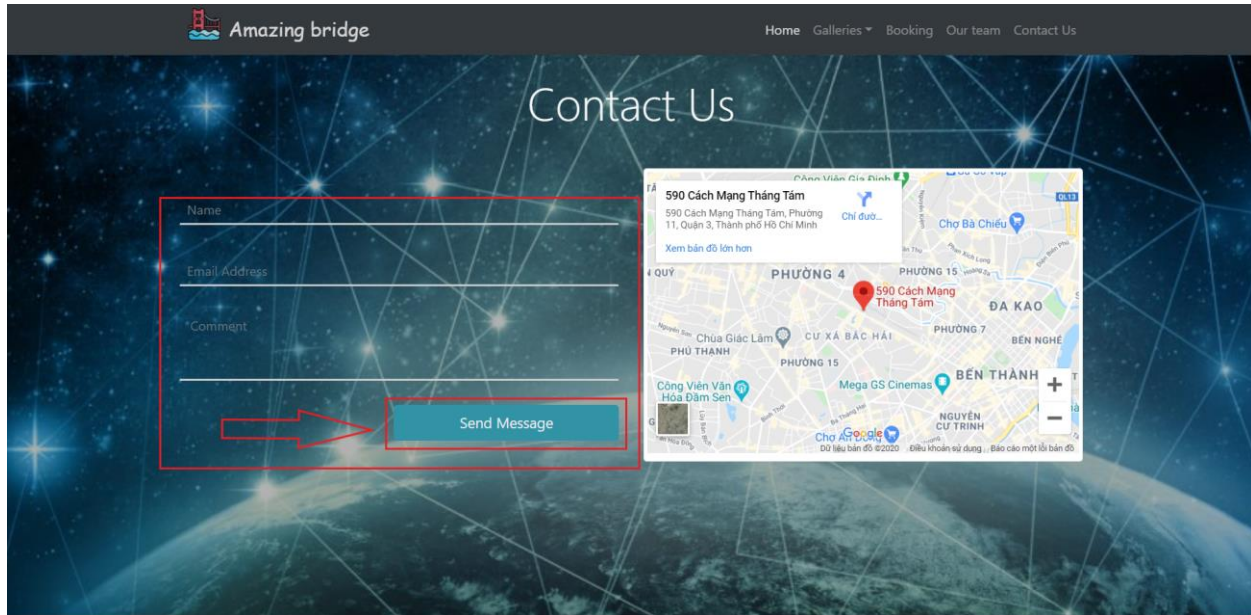 Amazing bridge
Home Galleries Booking Our team Contact Us
Contact Us
Name
Email Address
Comment
Send Message
590 Cách Mạng Tháng Tám
590 Cách Mạng Tháng Tám, Phường
11, Quận 3, Thành phố Hồ Chí Minh
Chỉ đườ...
Xem bản đồ lớn hơn
Công Viên Gia Định
QL13
Chợ Bà Chiểu
PHƯỜNG 4
PHƯỜNG 15
590 Cách Mạng
Tháng Tám
ĐA KAO
Chùa Giác Lâm
CƯ XÁ BẮC HẢI
PHƯỜNG 7
BẾN NGHÉ
PHÚ THẠNH
PHƯỜNG 15
Công Viên Văn
Hóa Đầm Sen
Mega GS Cinemas
BẾN THÀNH
NGUYỄN
CƯ TRINH
Chợ An Đông
Google
Dữ liệu bản đồ ©2020 Điều khoản sử dụng Báo cáo một lỗi bản đồ